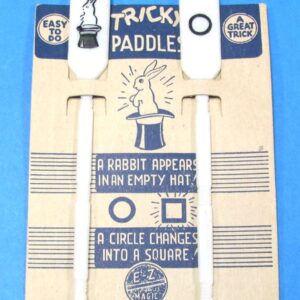 EASY
TO
DO
TRICKY
PADDLES
A
GREAT
TRICK
A RABBIT APPEARS
IN AN EMPTY HAT!
A CIRCLE CHANGES
INTO A SQUARE!
E-Z
MAGIC